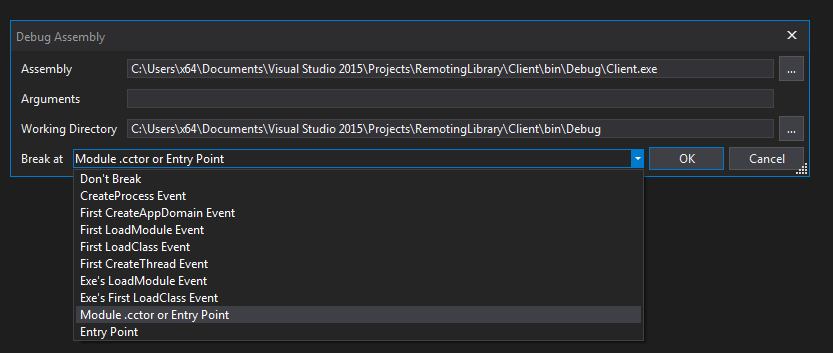 Debug Assembly
Assembly C:\Users\x64\Documents\Visual Studio 2015\Projects\RemotingLibrary\Client\bin\Debug\Client.exe ...
Arguments
Working Directory C:\Users\x64\Documents\Visual Studio 2015\Projects\RemotingLibrary\Client\bin\Debug ...
Break at Module .cctor or Entry Point OK Cancel
Don't Break
CreateProcess Event
First CreateAppDomain Event
First LoadModule Event
First LoadClass Event
First CreateThread Event
Exe's LoadModule Event
Exe's First LoadClass Event
Module .cctor or Entry Point
Entry Point